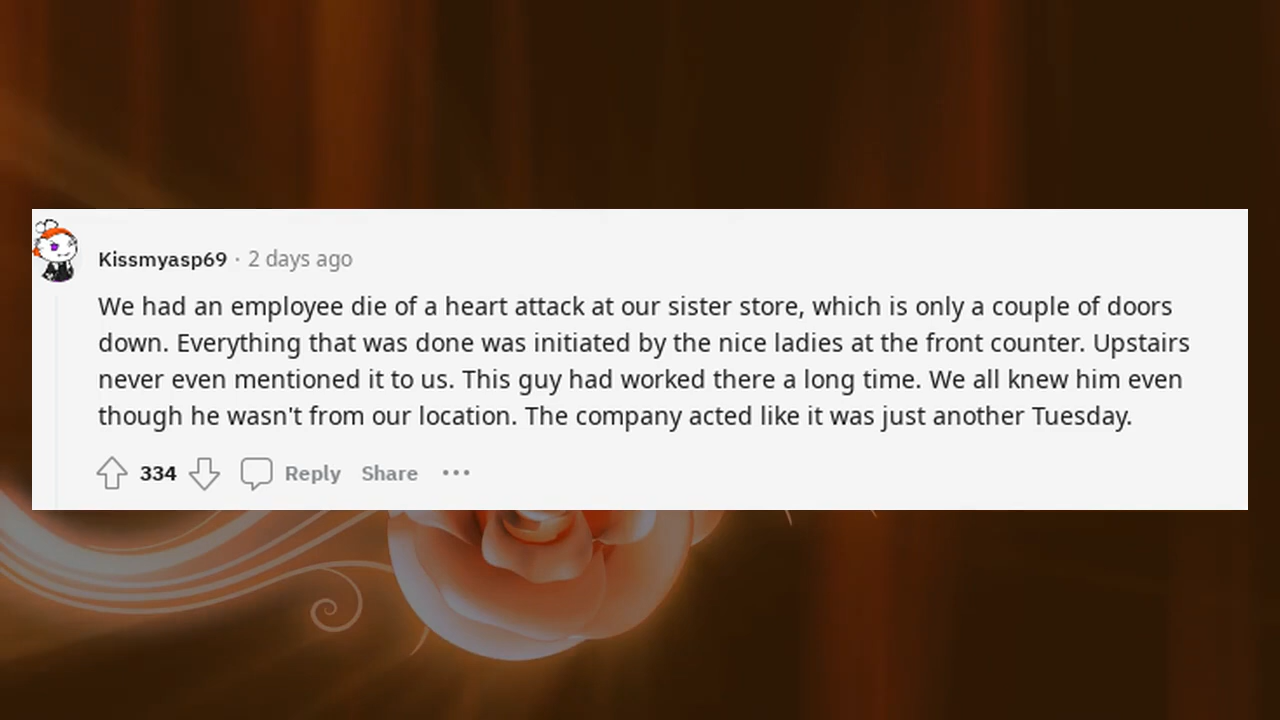 Kissmyasp69 · 2 days ago
We had an employee die of a heart attack at our sister store, which is only a couple of doors
down. Everything that was done was initiated by the nice ladies at the front counter. Upstairs
never even mentioned it to us. This guy had worked there a long time. We all knew him even
though he wasn't from our location. The company acted like it was just another Tuesday.
334 Reply Share